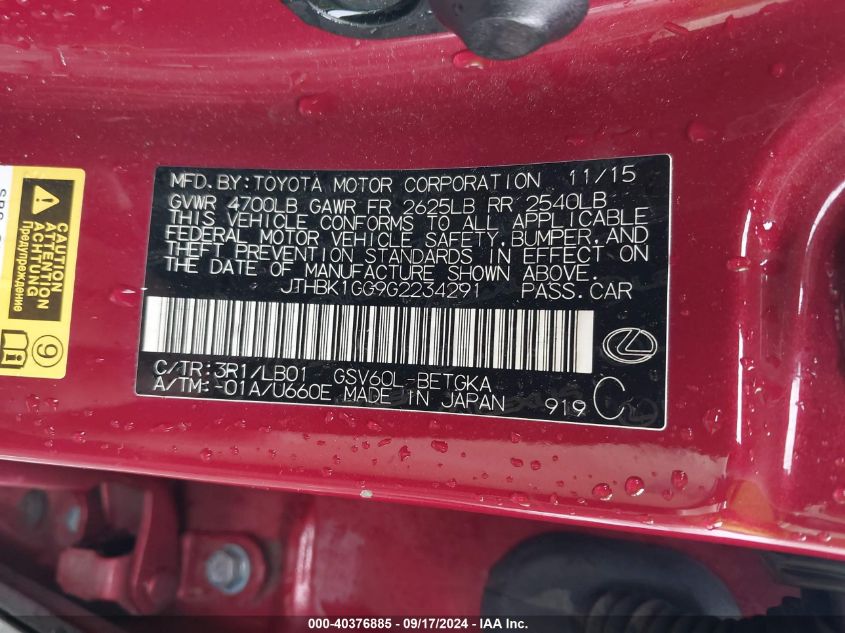 MFD. BY: TOYOTA MOTOR CORPORATION 11/15
GVWR 4700LB GAWR FR 2625LB RR 2540LB
THIS VEHICLE CONFORMS TO ALL APPLICABLE
FEDERAL MOTOR VEHICLE SAFETY, BUMPER, AND
THEFT PREVENTION STANDARDS IN EFFECT ON
THE DATE OF MANUFACTURE SHOWN ABOVE.
JTHBK1GG9G2234291 PASS. CAR
C/TR: 3R1/LB01 GSV60L-BETGKA
A/TM: -01A/U660E MADE IN JAPAN 919 C
CAUTION
ACHTUNG
ATTENTION
Предупреждение
9
000-40376885 - 09/17/2024 - IAA Inc.